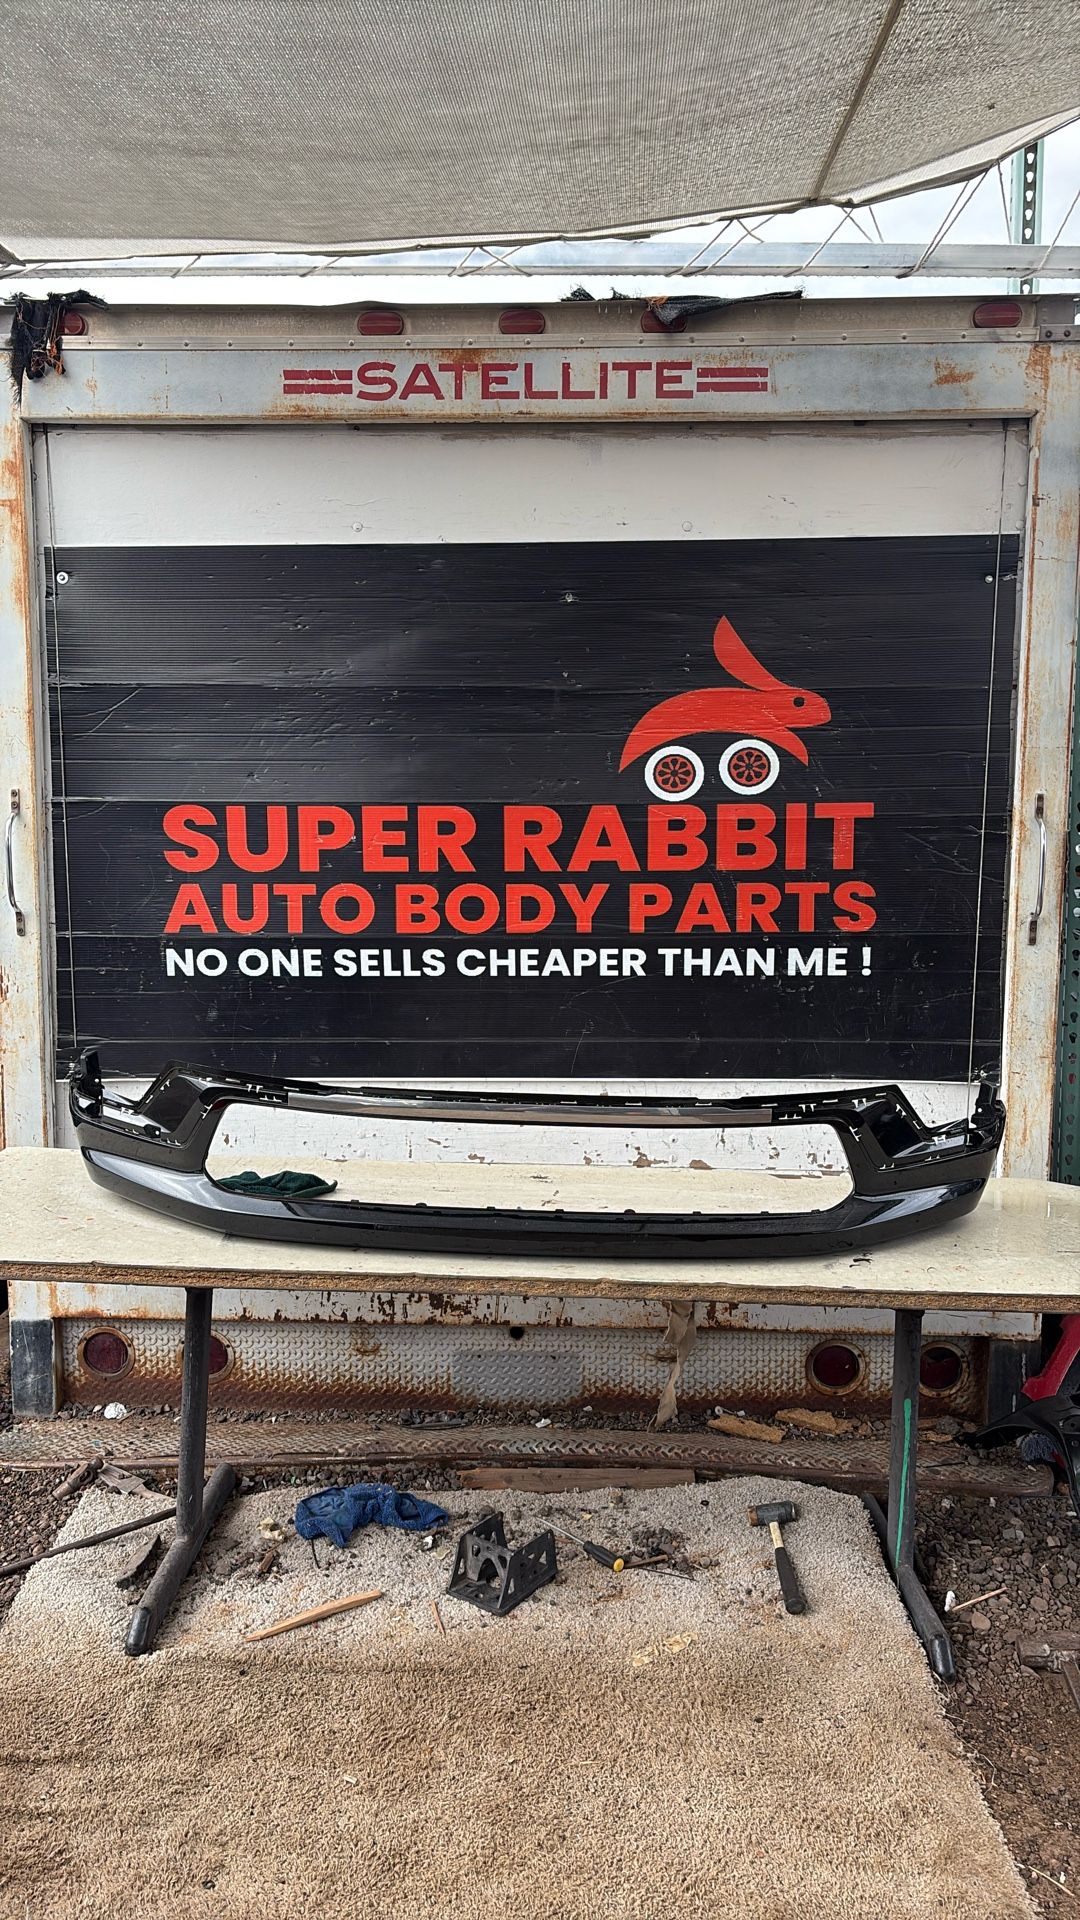 SATELLITE
SUPER RABBIT
AUTO BODY PARTS
NO ONE SELLS CHEAPER THAN ME !